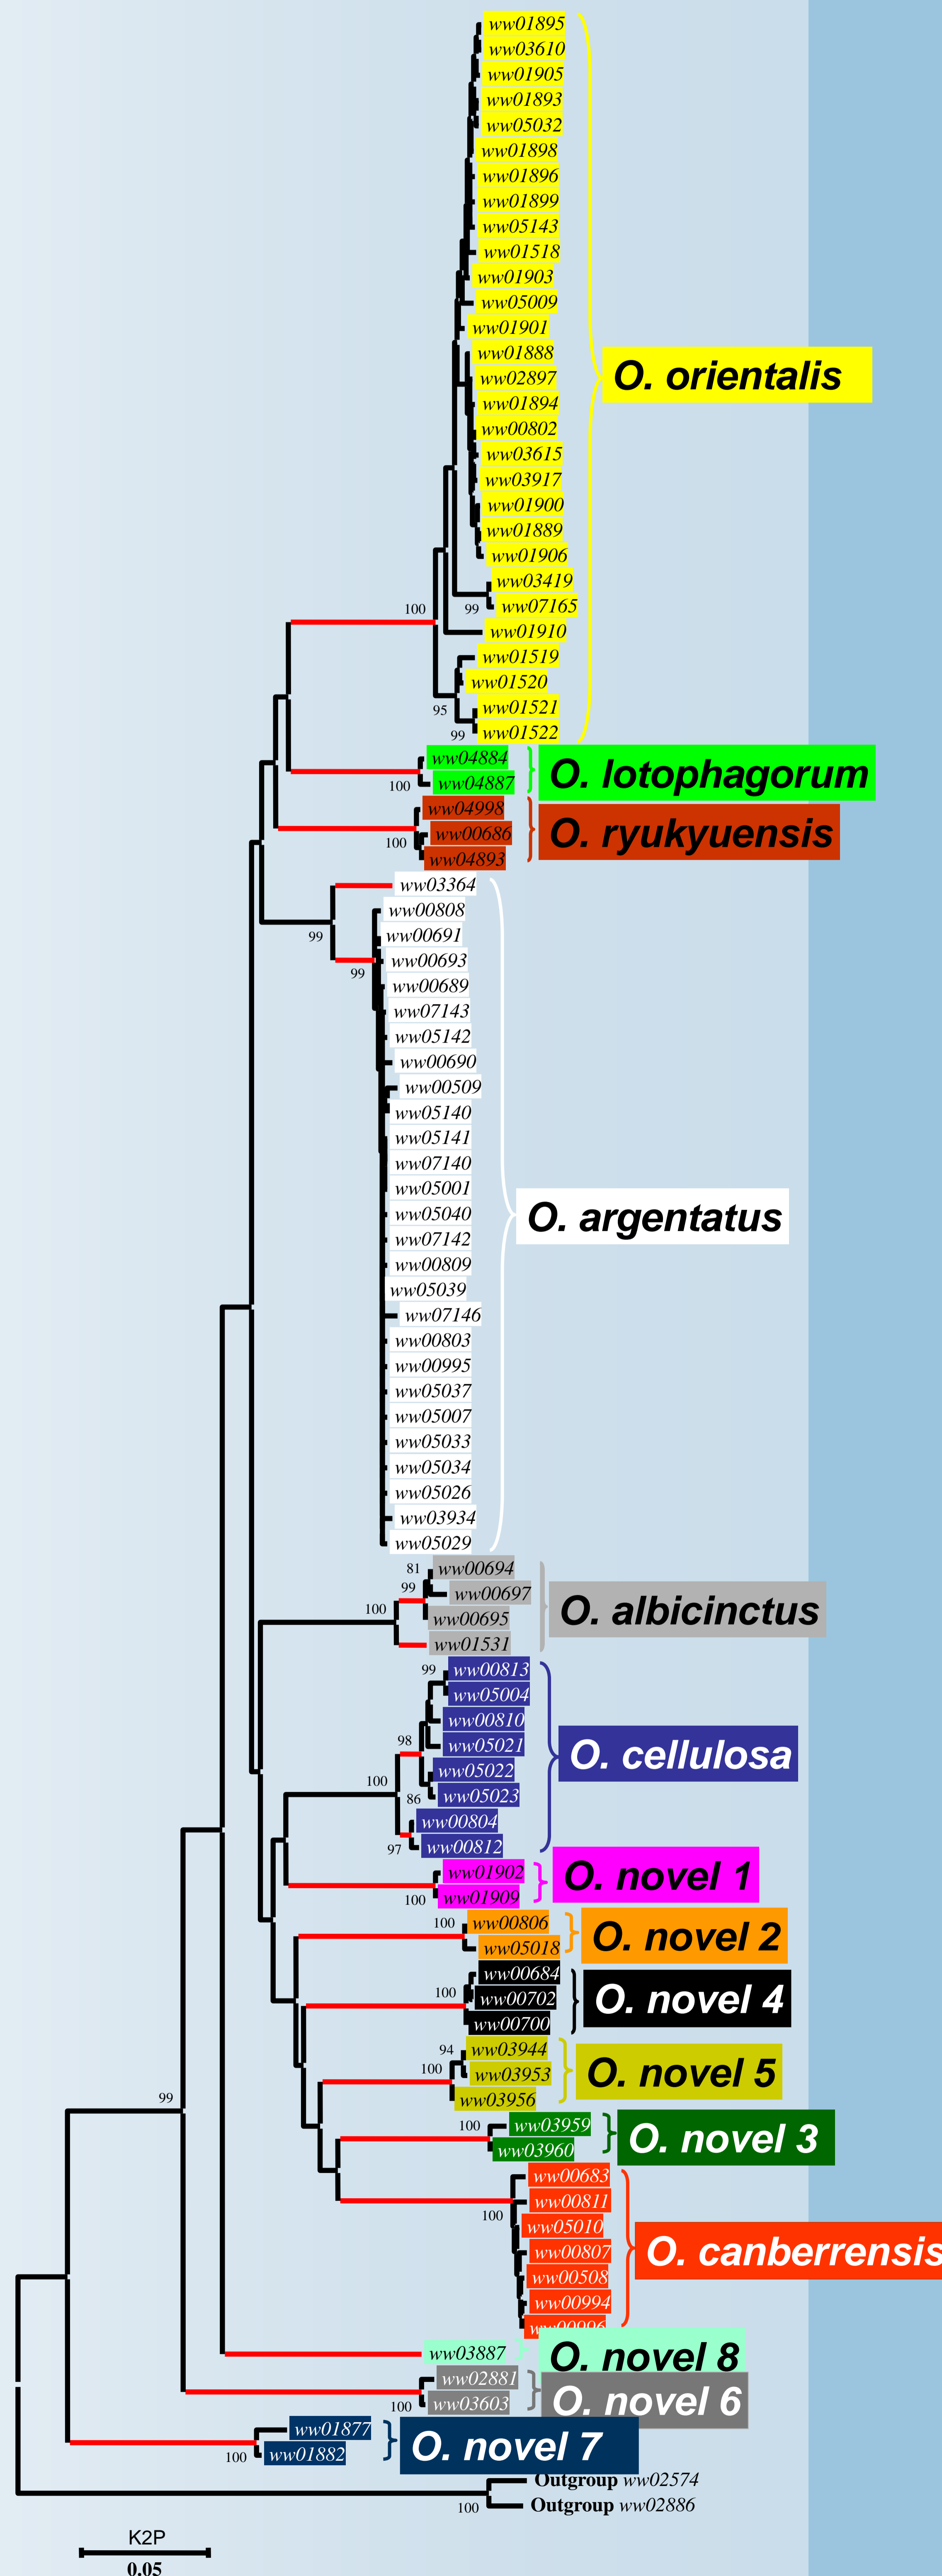 ww01895
ww03610
ww01905
ww01893
ww05032
ww01898
ww01896
ww01899
ww05143
ww01518
ww01903
ww05009
ww01901
ww01888
O. orientalis
ww02897
ww01894
ww00802
ww03615
ww03917
ww01900
ww01889
ww01906
ww03419
100
99
ww07165
ww01910
ww01519
ww01520
95
ww01521
99
ww01522
ww04884
O. lotophagorum
100
ww04887
ww04998
O. ryukyuensis
100
ww00686
ww04893
ww03364
ww00808
99
ww00691
ww00693
99
ww00689
ww07143
ww05142
ww00690
ww00509
ww05140
ww05141
ww07140
ww05001
O. argentatus
ww05040
ww07142
ww00809
ww05039
ww07146
ww00803
ww00995
ww05037
ww05007
ww05033
ww05034
ww05026
ww03934
ww05029
81
ww00694
99
ww00697
100
O. albicinctus
ww00695
ww01531
99
ww00813
ww05004
ww00810
98
ww05021
O. cellulosa
100
ww05022
86
ww05023
ww00804
97
ww00812
ww01902
O. novel 1
100
ww01909
100
ww00806
O. novel 2
ww05018
ww00684
100
ww00702
O. novel 4
ww00700
94
ww03944
100
ww03953
O. novel 5
ww03956
99
100
ww03959
O. novel 3
ww03960
ww00683
100
ww00811
ww05010
ww00807
O. canberrensis
ww00508
ww00994
ww00996
ww03887
O. novel 8
ww02881
100
ww03603
O. novel 6
ww01877
O. novel 7
100
ww01882
Outgroup ww02574
100
Outgroup ww02886
K2P
0.05